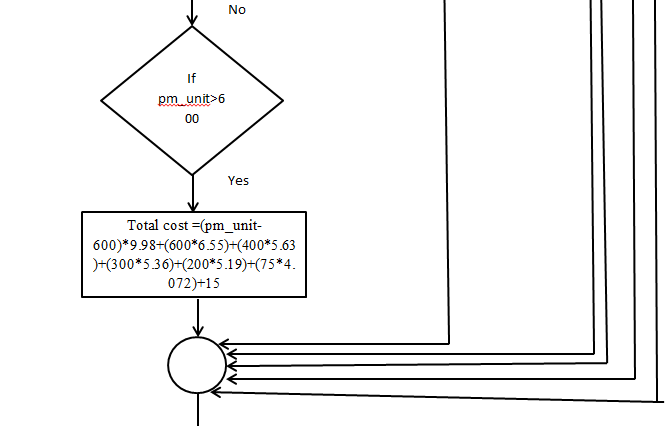 No
If
pm_unit>6
00
Yes
Total cost =(pm_unit-
600)*9.98+(600*6.55)+(400*5.63
)+(300*5.36)+(200*5.19)+(75*4.
072)+15